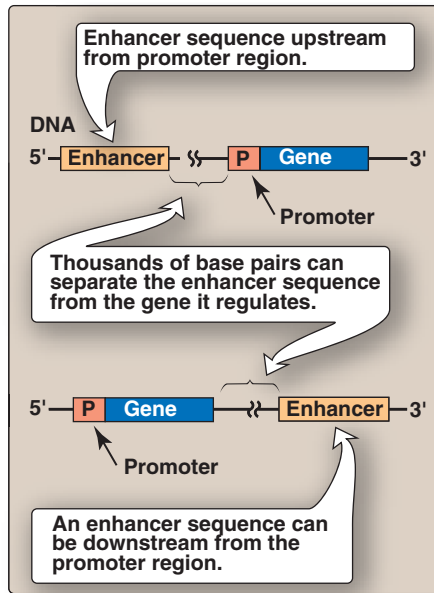 Enhancer sequence upstream
from promoter region.
DNA
5' Enhancer P Gene 3'
Promoter
Thousands of base pairs can
separate the enhancer sequence
from the gene it regulates.
5' P Gene Enhancer 3'
Promoter
An enhancer sequence can
be downstream from the
promoter region.